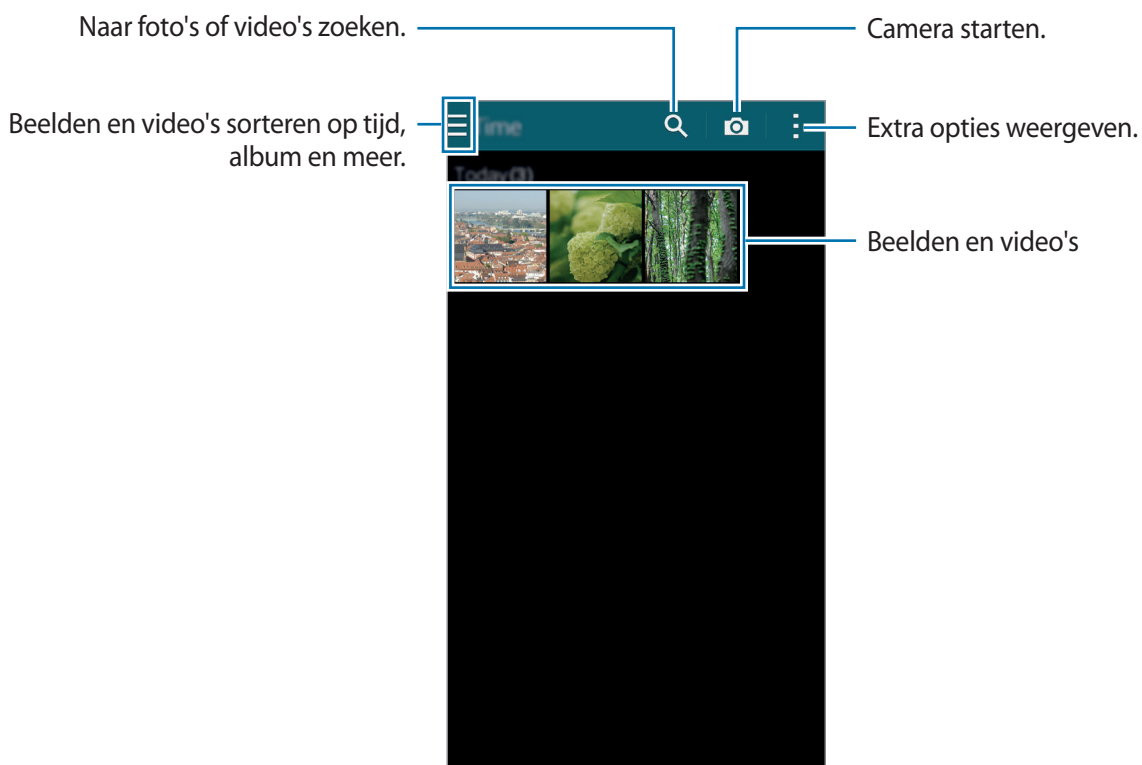 Naar foto's of video's zoeken.
Camera starten.
Beelden en video's sorteren op tijd,
album en meer.
Time
Extra opties weergeven.
Today(3)
Beelden en video's